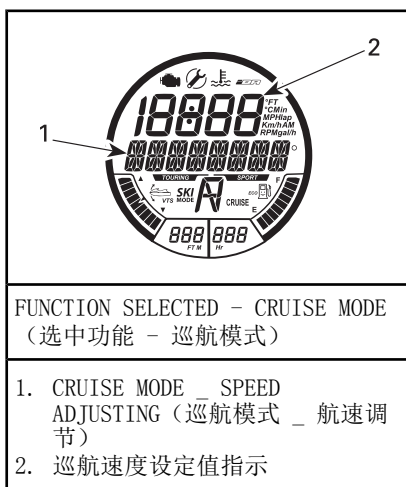 2
18888
°FT
°CMin
MPHlap
Km/hAM
RPMgal/h
1
TOURING
SPORT
F
VTS
SKI
MODE
A
CRUISE
ECO
E
888
FT M
888
Hr
FUNCTION SELECTED - CRUISE MODE
(选中功能 - 巡航模式)
1. CRUISE MODE _ SPEED
ADJUSTING（巡航模式 _ 航速调
节）
2. 巡航速度设定值指示